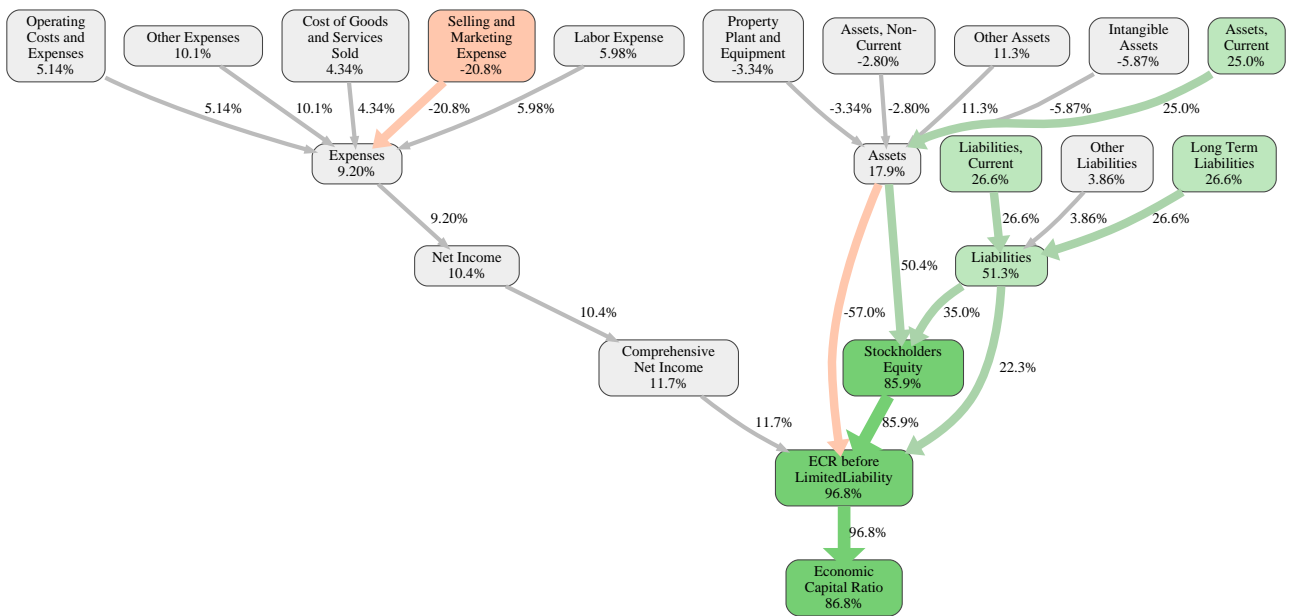 Operating
Costs and
Expenses
5.14%
Other Expenses
10.1%
Cost of Goods
and Services
Sold
4.34%
Selling and
Marketing
Expense
-20.8%
Labor Expense
5.98%
Property
Plant and
Equipment
-3.34%
Assets, Non-
Current
-2.80%
Other Assets
11.3%
Intangible
Assets
-5.87%
Assets,
Current
25.0%
5.14%
10.1%
4.34%
-20.8%
5.98%
-3.34%
-2.80%
11.3%
-5.87%
25.0%
Expenses
9.20%
Assets
17.9%
Liabilities,
Current
26.6%
Other
Liabilities
3.86%
Long Term
Liabilities
26.6%
9.20%
26.6%
3.86%
26.6%
Net Income
10.4%
Liabilities
51.3%
50.4%
10.4%
-57.0%
35.0%
Comprehensive
Net Income
11.7%
Stockholders
Equity
85.9%
22.3%
11.7%
85.9%
ECR before
LimitedLiability
96.8%
96.8%
Economic
Capital Ratio
86.8%